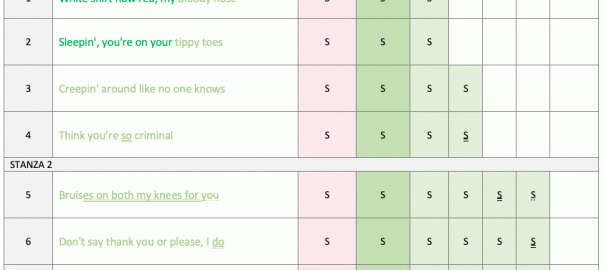 1 White shirt now red, my bloody nose S S S
2 Sleepin', you're on your tippy toes S S S
3 Creepin' around like no one knows S S S S
4 Think you're so criminal S S S S
STANZA 2
5 Bruises on both my knees for you S S S S S S
6 Don't say thank you or please, I do S S S S S S